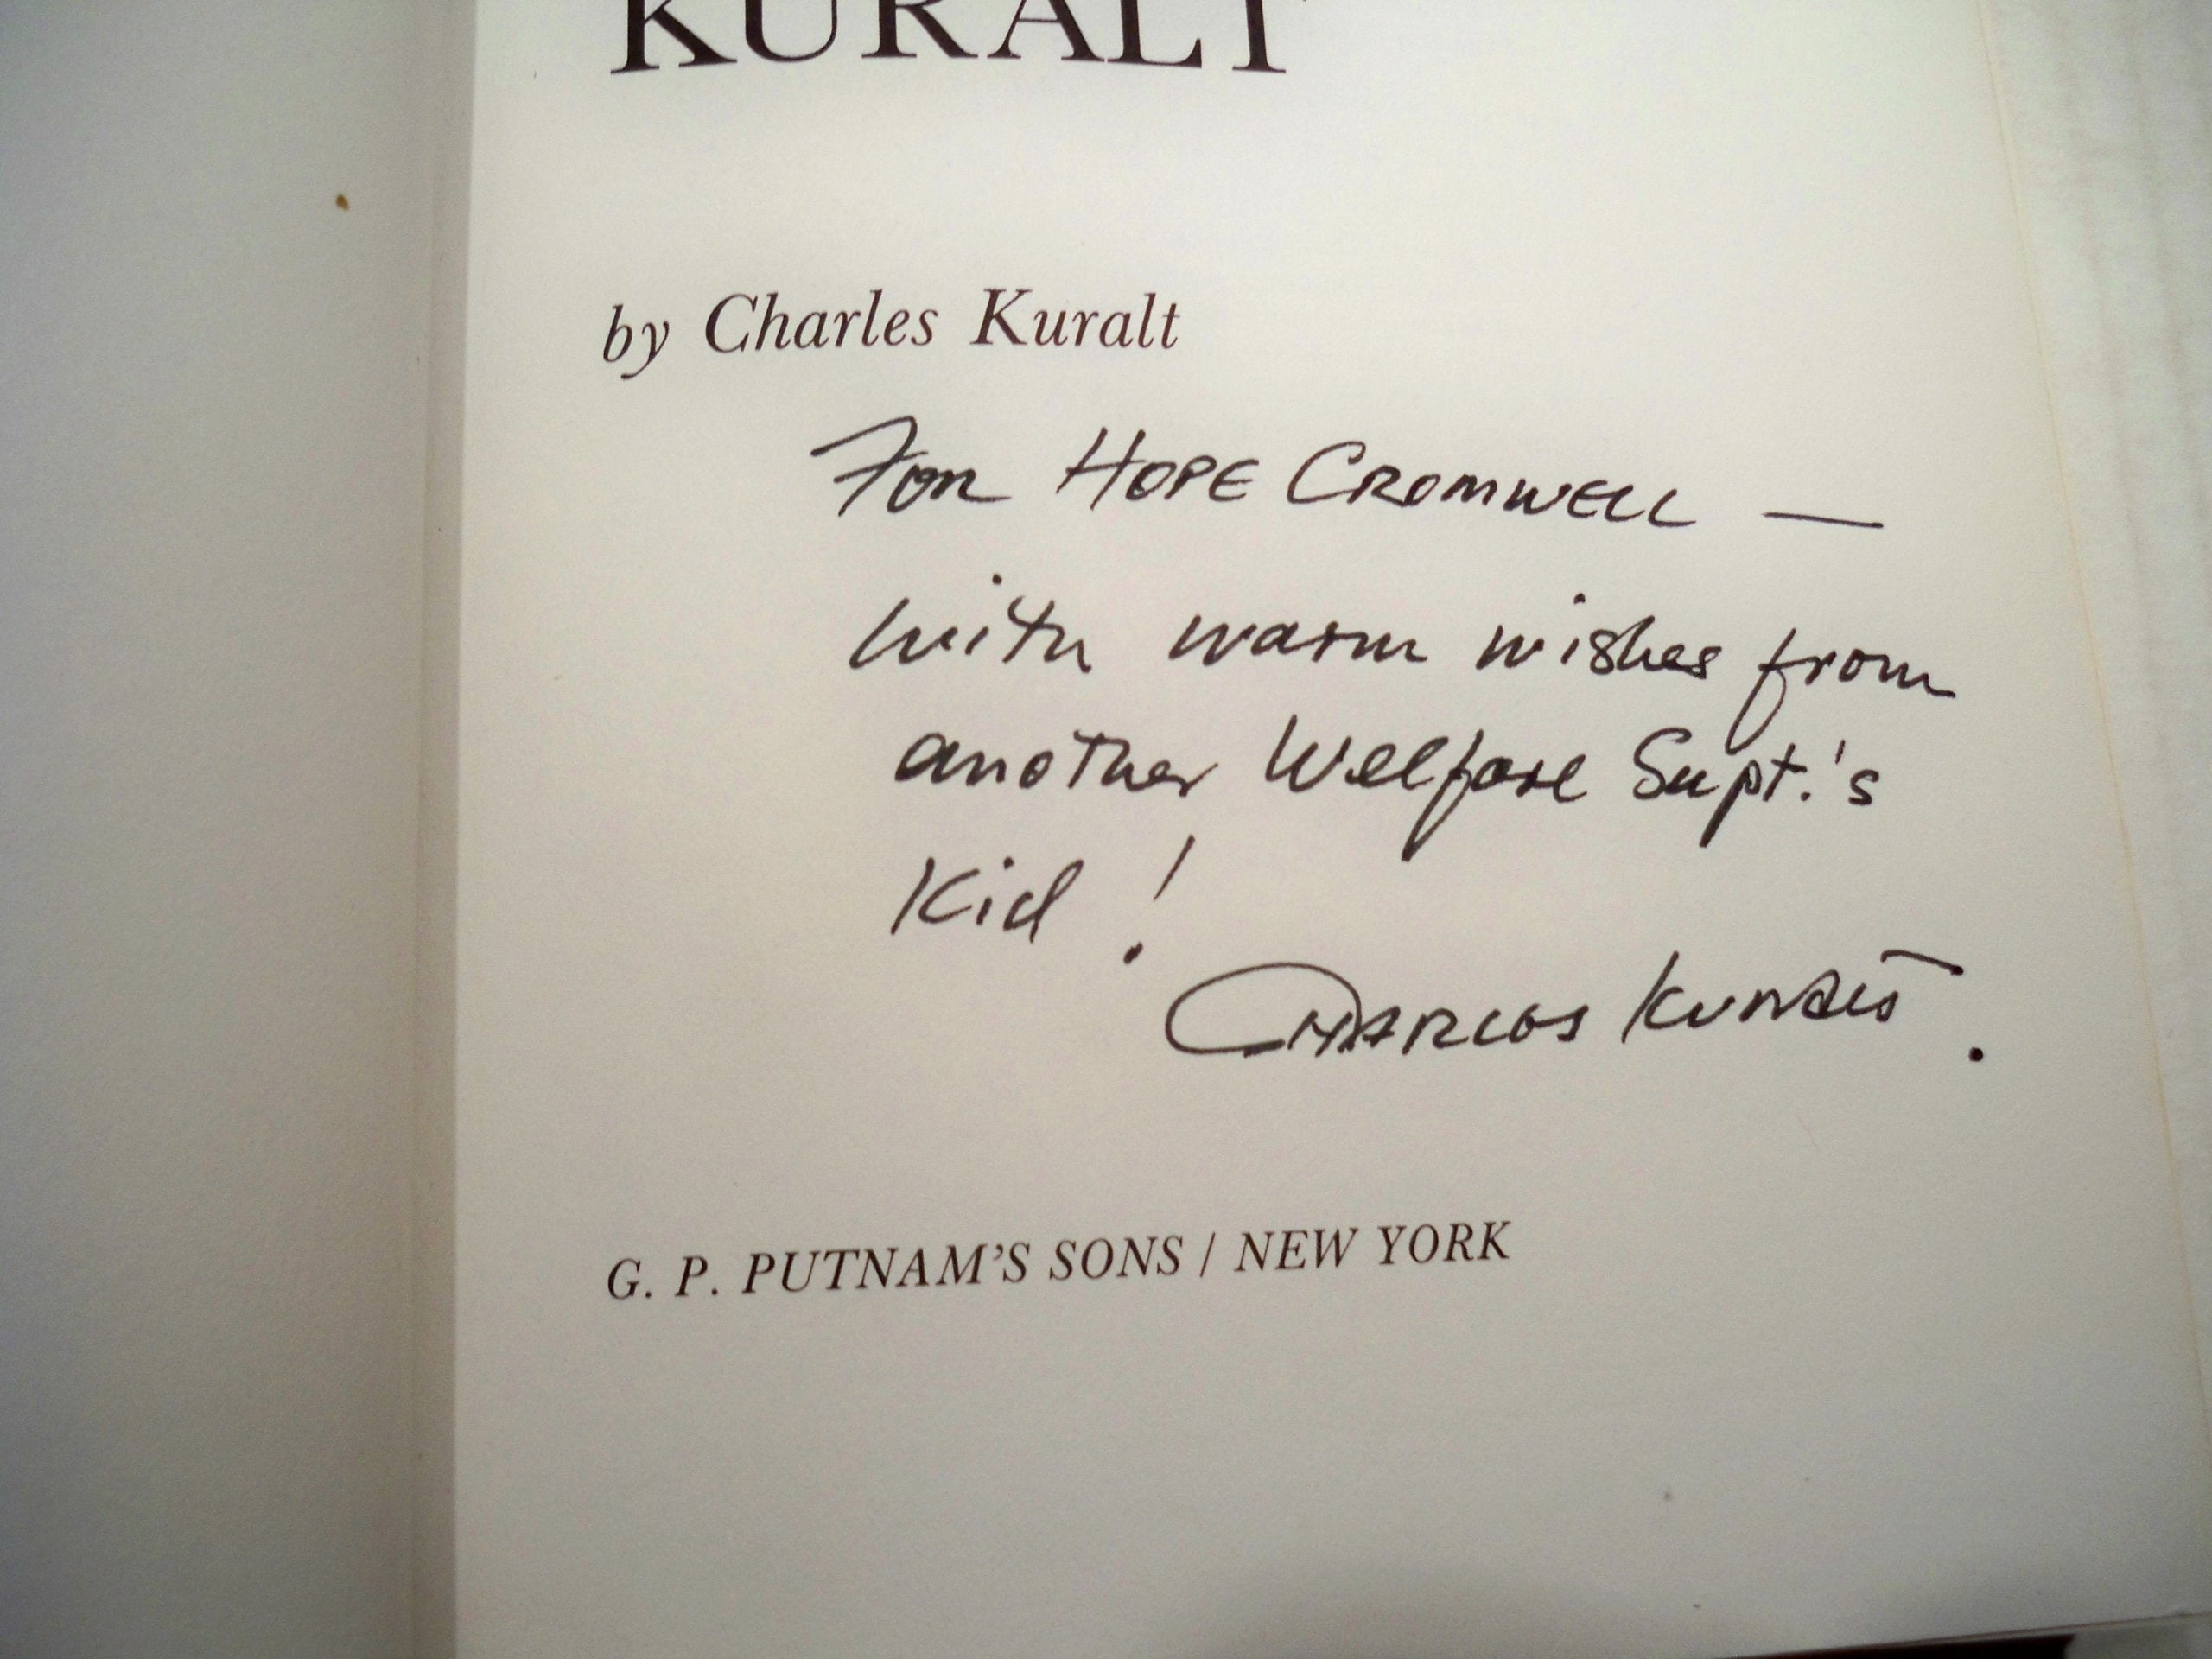 KURALT
by Charles Kuralt
For HOPE CROMWELL —
with warm wishes from
another Welfare Supt.'s
Kid !
CHARLES KURALT.
G. P. PUTNAM'S SONS / NEW YORK